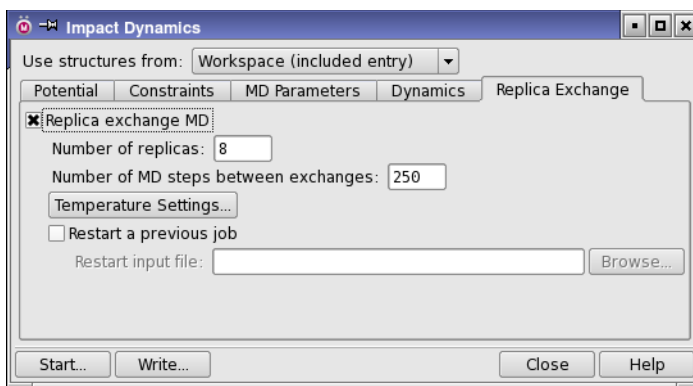 Impact Dynamics
Use structures from: Workspace (included entry)
Potential Constraints MD Parameters Dynamics Replica Exchange
Replica exchange MD
Number of replicas: 8
Number of MD steps between exchanges: 250
Temperature Settings...
Restart a previous job
Restart input file: Browse...
Start... Write... Close Help